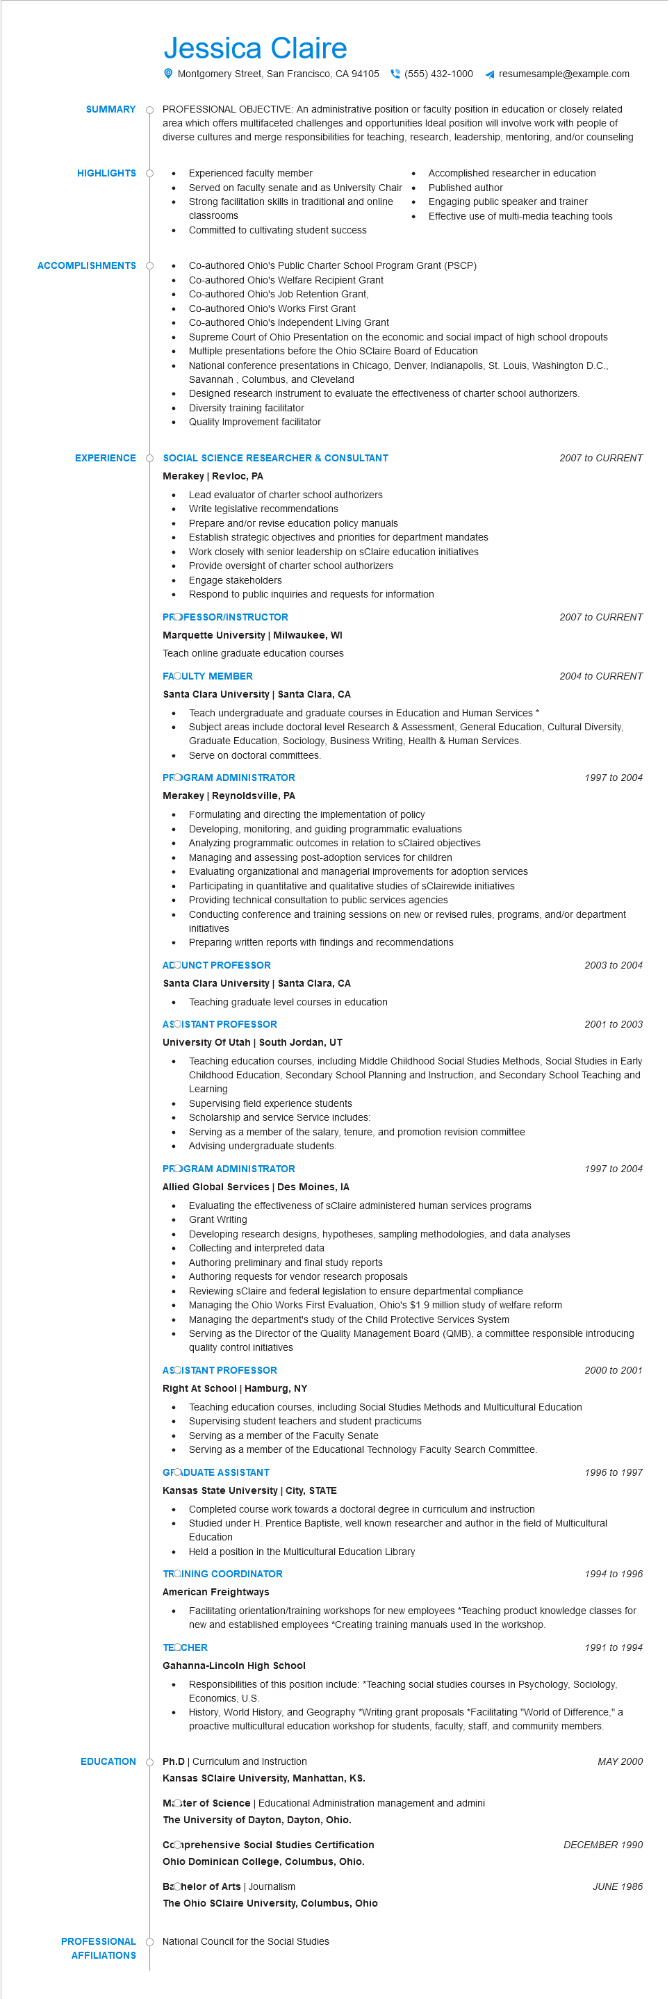 Jessica Claire
Montgomery Street, San Francisco, CA 94105 (555) 432-1000 resumesample@example.com
SUMMARY
PROFESSIONAL OBJECTIVE: An administrative position or faculty position in education or closely related
area which offers multifaceted challenges and opportunities Ideal position will involve work with people of
diverse cultures and merge responsibilities for teaching, research, leadership, mentoring, and/or counseling
HIGHLIGHTS
• Experienced faculty member
• Served on faculty senate and as University Chair
• Strong facilitation skills in traditional and online
classrooms
• Committed to cultivating student success
• Accomplished researcher in education
• Published author
• Engaging public speaker and trainer
• Effective use of multi-media teaching tools
ACCOMPLISHMENTS
• Co-authored Ohio's Public Charter School Program Grant (PSCP)
• Co-authored Ohio's Welfare Recipient Grant
• Co-authored Ohio's Job Retention Grant,
• Co-authored Ohio's Works First Grant
• Co-authored Ohio's Independent Living Grant
• Supreme Court of Ohio Presentation on the economic and social impact of high school dropouts
• Multiple presentations before the Ohio SClaire Board of Education
• National conference presentations in Chicago, Denver, Indianapolis, St. Louis, Washington D.C.,
Savannah , Columbus, and Cleveland
• Designed research instrument to evaluate the effectiveness of charter school authorizers.
• Diversity training facilitator
• Quality Improvement facilitator
EXPERIENCE
SOCIAL SCIENCE RESEARCHER & CONSULTANT 2007 to CURRENT
Merakey | Revloc, PA
• Lead evaluator of charter school authorizers
• Write legislative recommendations
• Prepare and/or revise education policy manuals
• Establish strategic objectives and priorities for department mandates
• Work closely with senior leadership on sClaire education initiatives
• Provide oversight of charter school authorizers
• Engage stakeholders
• Respond to public inquiries and requests for information
PROFESSOR/INSTRUCTOR 2007 to CURRENT
Marquette University | Milwaukee, WI
Teach online graduate education courses
FACULTY MEMBER 2004 to CURRENT
Santa Clara University | Santa Clara, CA
• Teach undergraduate and graduate courses in Education and Human Services *
• Subject areas include doctoral level Research & Assessment, General Education, Cultural Diversity,
Graduate Education, Sociology, Business Writing, Health & Human Services.
• Serve on doctoral committees.
PROGRAM ADMINISTRATOR 1997 to 2004
Merakey | Reynoldsville, PA
• Formulating and directing the implementation of policy
• Developing, monitoring, and guiding programmatic evaluations
• Analyzing programmatic outcomes in relation to sClaired objectives
• Managing and assessing post-adoption services for children
• Evaluating organizational and managerial improvements for adoption services
• Participating in quantitative and qualitative studies of sClairewide initiatives
• Providing technical consultation to public services agencies
• Conducting conference and training sessions on new or revised rules, programs, and/or department
initiatives
• Preparing written reports with findings and recommendations
ADJUNCT PROFESSOR 2003 to 2004
Santa Clara University | Santa Clara, CA
• Teaching graduate level courses in education
ASSISTANT PROFESSOR 2001 to 2003
University Of Utah | South Jordan, UT
• Teaching education courses, including Middle Childhood Social Studies Methods, Social Studies in Early
Childhood Education, Secondary School Planning and Instruction, and Secondary School Teaching and
Learning
• Supervising field experience students
• Scholarship and service Service includes:
• Serving as a member of the salary, tenure, and promotion revision committee
• Advising undergraduate students.
PROGRAM ADMINISTRATOR 1997 to 2004
Allied Global Services | Des Moines, IA
• Evaluating the effectiveness of sClaire administered human services programs
• Grant Writing
• Developing research designs, hypotheses, sampling methodologies, and data analyses
• Collecting and interpreted data
• Authoring preliminary and final study reports
• Authoring requests for vendor research proposals
• Reviewing sClaire and federal legislation to ensure departmental compliance
• Managing the Ohio Works First Evaluation, Ohio's $1.9 million study of welfare reform
• Managing the department's study of the Child Protective Services System
• Serving as the Director of the Quality Management Board (QMB), a committee responsible introducing
quality control initiatives
ASSISTANT PROFESSOR 2000 to 2001
Right At School | Hamburg, NY
• Teaching education courses, including Social Studies Methods and Multicultural Education
• Supervising student teachers and student practicums
• Serving as a member of the Faculty Senate
• Serving as a member of the Educational Technology Faculty Search Committee.
GRADUATE ASSISTANT 1996 to 1997
Kansas State University | City, STATE
• Completed course work towards a doctoral degree in curriculum and instruction
• Studied under H. Prentice Baptiste, well known researcher and author in the field of Multicultural
Education
• Held a position in the Multicultural Education Library
TRAINING COORDINATOR 1994 to 1996
American Freightways
• Facilitating orientation/training workshops for new employees *Teaching product knowledge classes for
new and established employees *Creating training manuals used in the workshop.
TEACHER 1991 to 1994
Gahanna-Lincoln High School
• Responsibilities of this position include: *Teaching social studies courses in Psychology, Sociology,
Economics, U.S.
• History, World History, and Geography *Writing grant proposals *Facilitating "World of Difference," a
proactive multicultural education workshop for students, faculty, staff, and community members.
EDUCATION
Ph.D | Curriculum and Instruction MAY 2000
Kansas SClaire University, Manhattan, KS.
Master of Science | Educational Administration management and admini
The University of Dayton, Dayton, Ohio.
Comprehensive Social Studies Certification DECEMBER 1990
Ohio Dominican College, Columbus, Ohio.
Bachelor of Arts | Journalism JUNE 1986
The Ohio SClaire University, Columbus, Ohio
PROFESSIONAL
AFFILIATIONS
National Council for the Social Studies